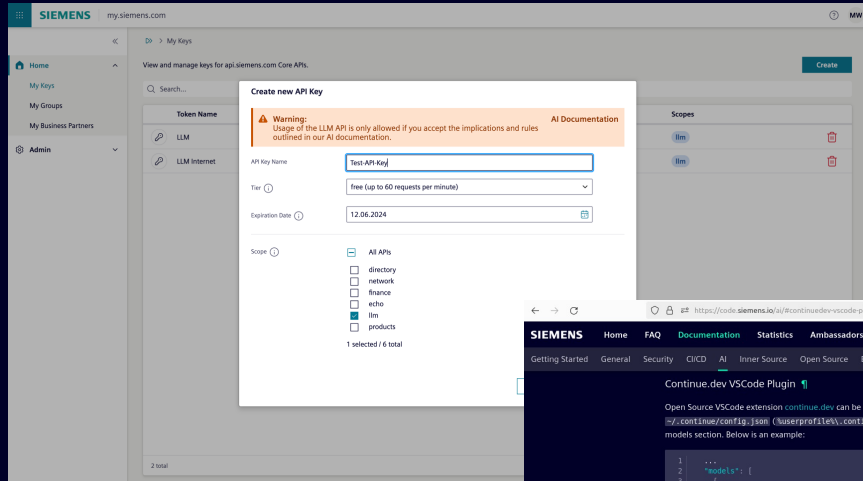 SIEMENS my.siemens.com
MW
My Keys
Home
My Keys
My Groups
My Business Partners
Admin
View and manage keys for api.siemens.com Core APIs.
Create
Search...
Token Name
Scopes
LLM
llm
LLM Internet
llm
2 total
Create new API Key
Warning:
AI Documentation
Usage of the LLM API is only allowed if you accept the implications and rules
outlined in our AI documentation.
API Key Name
Test-API-Key
Tier
free (up to 60 requests per minute)
Expiration Date
12.06.2024
Scope
All APIs
directory
network
finance
echo
llm
products
1 selected / 6 total
https://code.siemens.io/ai/#continuedev-vscode-p
SIEMENS Home FAQ Documentation Statistics Ambassadors
Getting Started General Security CI/CD AI Inner Source Open Source
Continue.dev VSCode Plugin ¶
Open Source VSCode extension continue.dev can be
~/.continue/config.json (%userprofile%\.conti
models section. Below is an example:
1 ...
2 "models": [
3 {